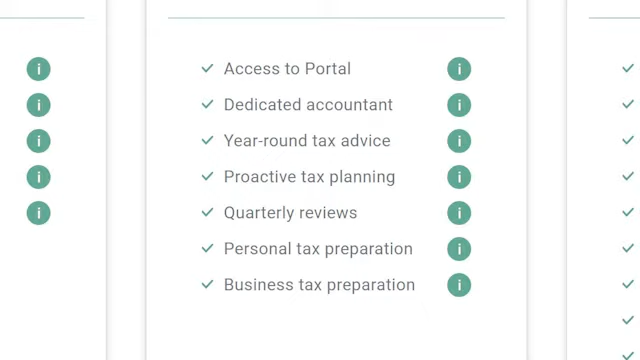 Access to Portal
Dedicated accountant
Year-round tax advice
Proactive tax planning
Quarterly reviews
Personal tax preparation
Business tax preparation